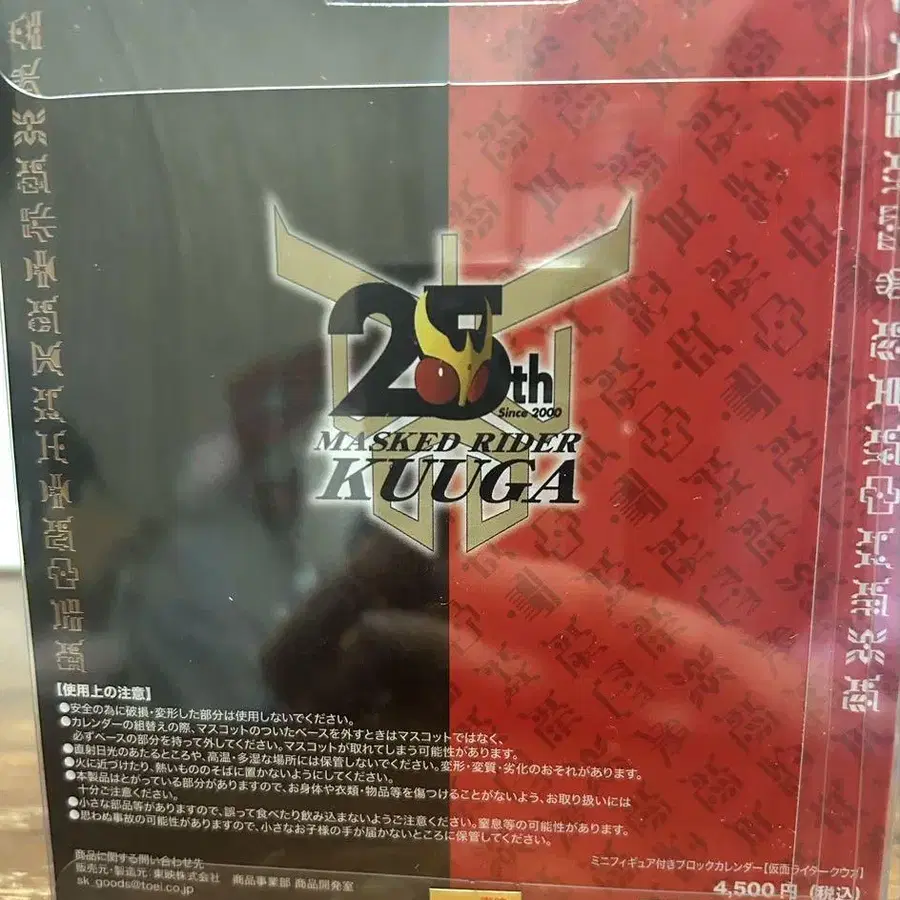 25th
Since 2000
MASKED RIDER
KUUGA
【使用上の注意】
●安全の為に破損・変形した部分は使用しないでください。
●カレンダーの組替えの際、マスコットのついたベースを外すときはマスコットではなく、
必ずベースの部分を持って外してください。マスコットが取れてしまう可能性があります。
●直射日光のあたるところや、高温・多湿な場所には保管しないでください。変形・変質・劣化のおそれがあります。
●火に近づけたり、熱いもののそばに置かないようにしてください。
●本製品はとがっている部分がありますので、お身体や衣類・物品等を傷つけることがないよう、お取り扱いには
十分ご注意ください。
●小さな部品等がありますので、誤って食べたり飲み込まないようご注意ください。窒息等の可能性があります。
●思わぬ事故の可能性がありますので、小さなお子様の手が届かないところに保管してください。
商品に関する問い合わせ先
販売元・製造元 東映株式会社 商品事業部 商品開発室
sk_goods@toei.co.jp
ミニフィギュア付きブロックカレンダー【仮面ライダークウガ】
4,500円（税込）